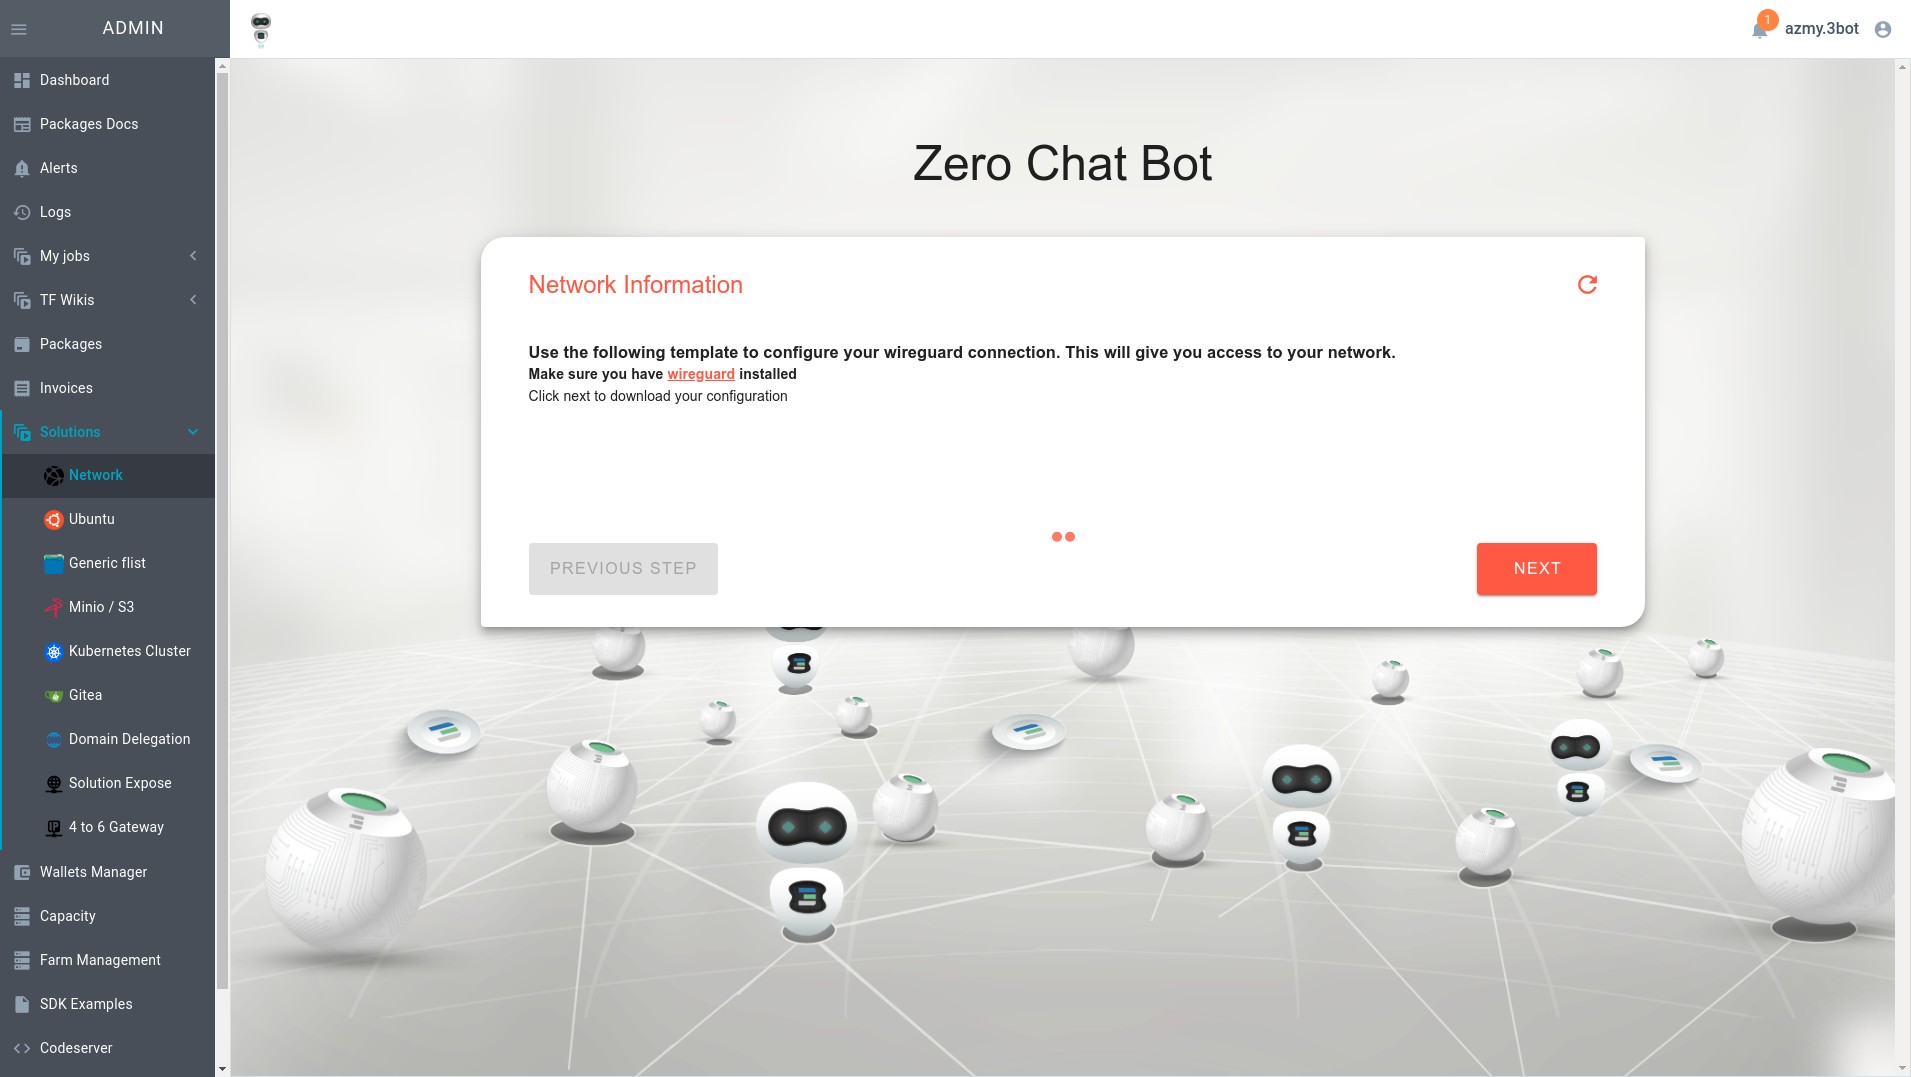 ADMIN
1
azmy.3bot
Dashboard
Packages Docs
Alerts
Logs
My jobs
TF Wikis
Packages
Invoices
Solutions
Network
Ubuntu
Generic flist
Minio / S3
Kubernetes Cluster
Gitea
Domain Delegation
Solution Expose
4 to 6 Gateway
Wallets Manager
Capacity
Farm Management
SDK Examples
Codeserver
Zero Chat Bot
Network Information
Use the following template to configure your wireguard connection. This will give you access to your network.
Make sure you have wireguard installed
Click next to download your configuration
PREVIOUS STEP
NEXT